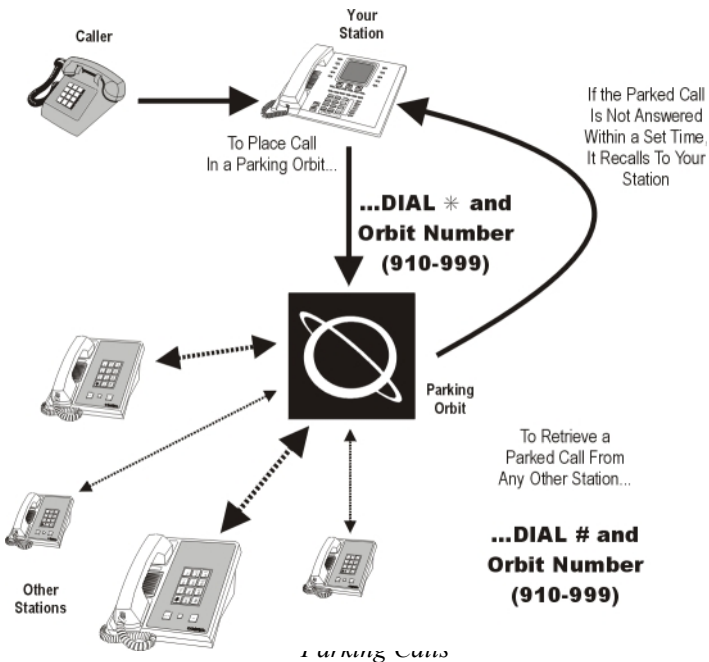 Your
Station
Caller
If the Parked Call
Is Not Answered
Within a Set Time,
It Recalls To Your
Station
To Place Call
In a Parking Orbit...
...DIAL ✳ and
Orbit Number
(910-999)
Parking
Orbit
To Retrieve a
Parked Call From
Any Other Station...
...DIAL # and
Orbit Number
(910-999)
Other
Stations
Parking Calls